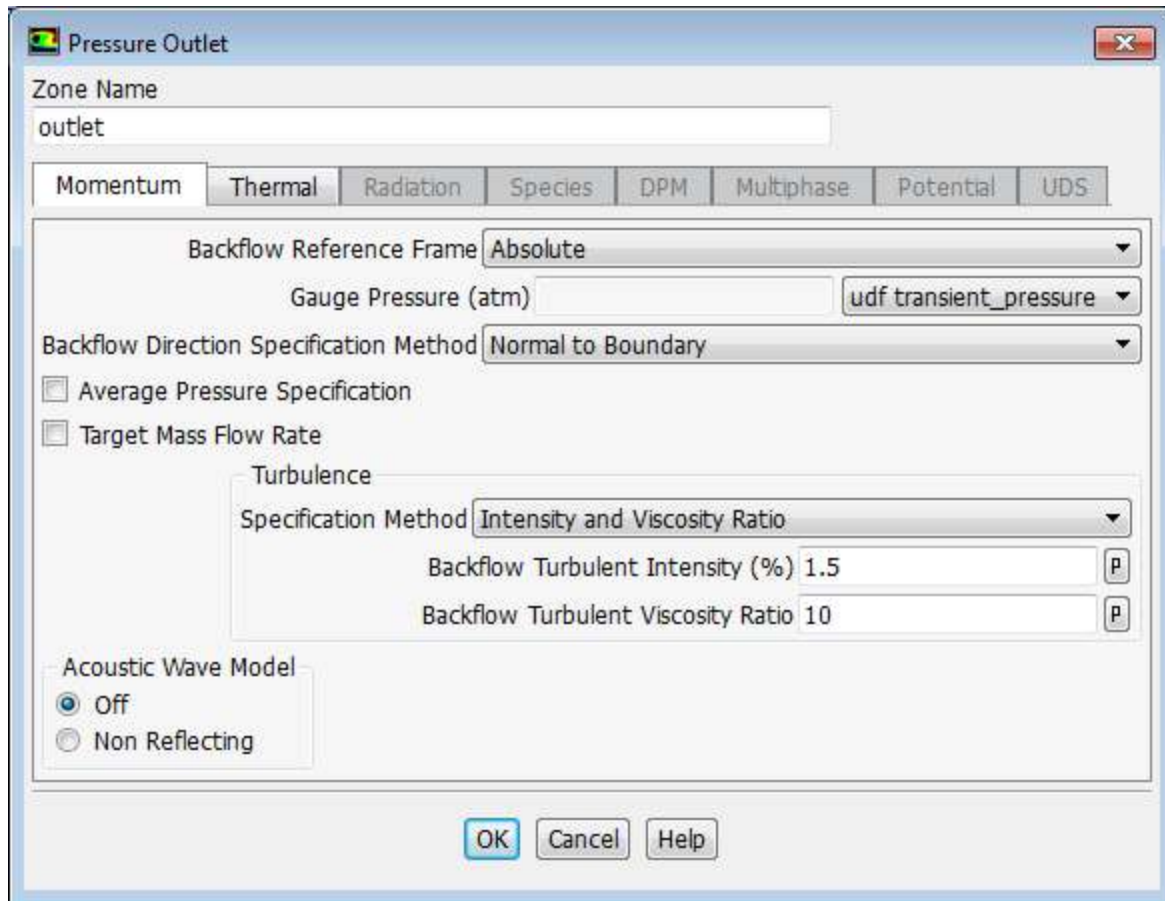 Pressure Outlet
Zone Name
outlet
Momentum Thermal Radiation Species DPM Multiphase Potential UDS
Backflow Reference Frame Absolute
Gauge Pressure (atm) udf transient_pressure
Backflow Direction Specification Method Normal to Boundary
Average Pressure Specification
Target Mass Flow Rate
Turbulence
Specification Method Intensity and Viscosity Ratio
Backflow Turbulent Intensity (%) 1.5 P
Backflow Turbulent Viscosity Ratio 10 P
Acoustic Wave Model
Off
Non Reflecting
OK Cancel Help